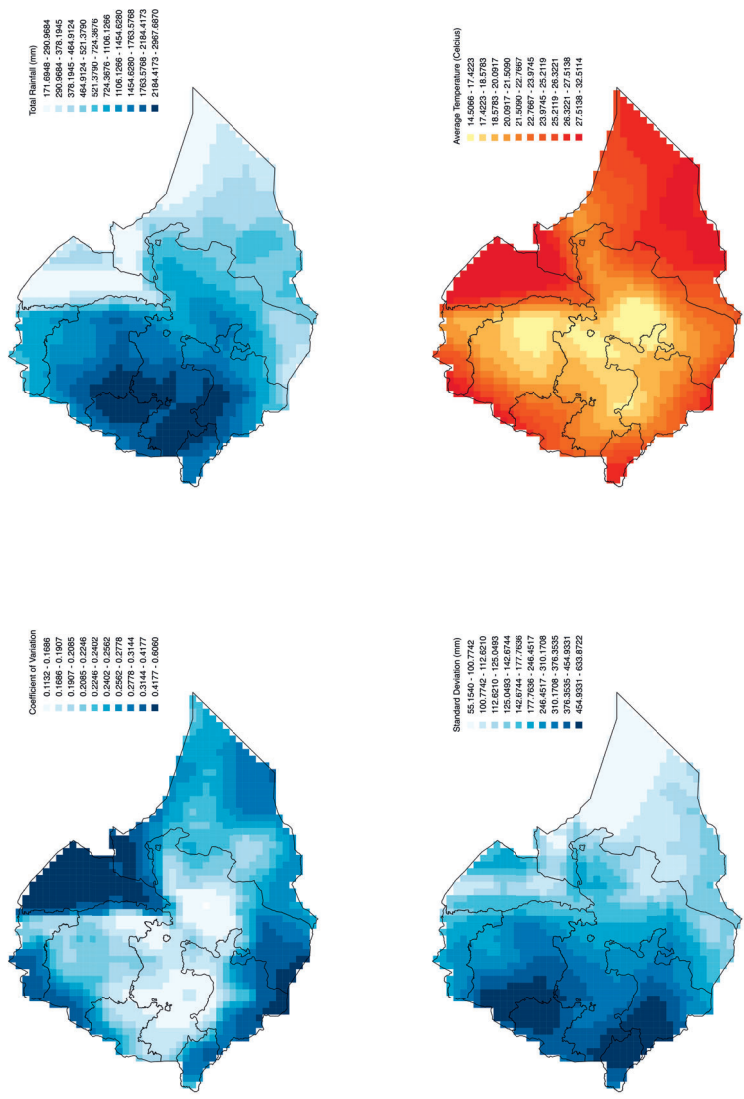 Coefficient of Variation
0.1132 - 0.1686
0.1686 - 0.1907
0.1907 - 0.2085
0.2085 - 0.2246
0.2246 - 0.2402
0.2402 - 0.2562
0.2562 - 0.2778
0.2778 - 0.3144
0.3144 - 0.4177
0.4177 - 0.6060
Total Rainfall (mm)
171.6948 - 290.9684
290.9684 - 378.1945
378.1945 - 464.9124
464.9124 - 521.3790
521.3790 - 724.3676
724.3676 - 1106.1266
1106.1266 - 1454.6280
1454.6280 - 1763.5768
1763.5768 - 2184.4173
2184.4173 - 2967.6870
Standard Deviation (mm)
55.1540 - 100.7742
100.7742 - 112.6210
112.6210 - 125.0493
125.0493 - 142.6744
142.6744 - 177.7636
177.7636 - 246.4517
246.4517 - 310.1708
310.1708 - 376.3535
376.3535 - 454.9331
454.9331 - 633.8722
Average Temperature (Celcius)
14.5066 - 17.4223
17.4223 - 18.5783
18.5783 - 20.0917
20.0917 - 21.5090
21.5090 - 22.7667
22.7667 - 23.9745
23.9745 - 25.2119
25.2119 - 26.3221
26.3221 - 27.5138
27.5138 - 32.5114